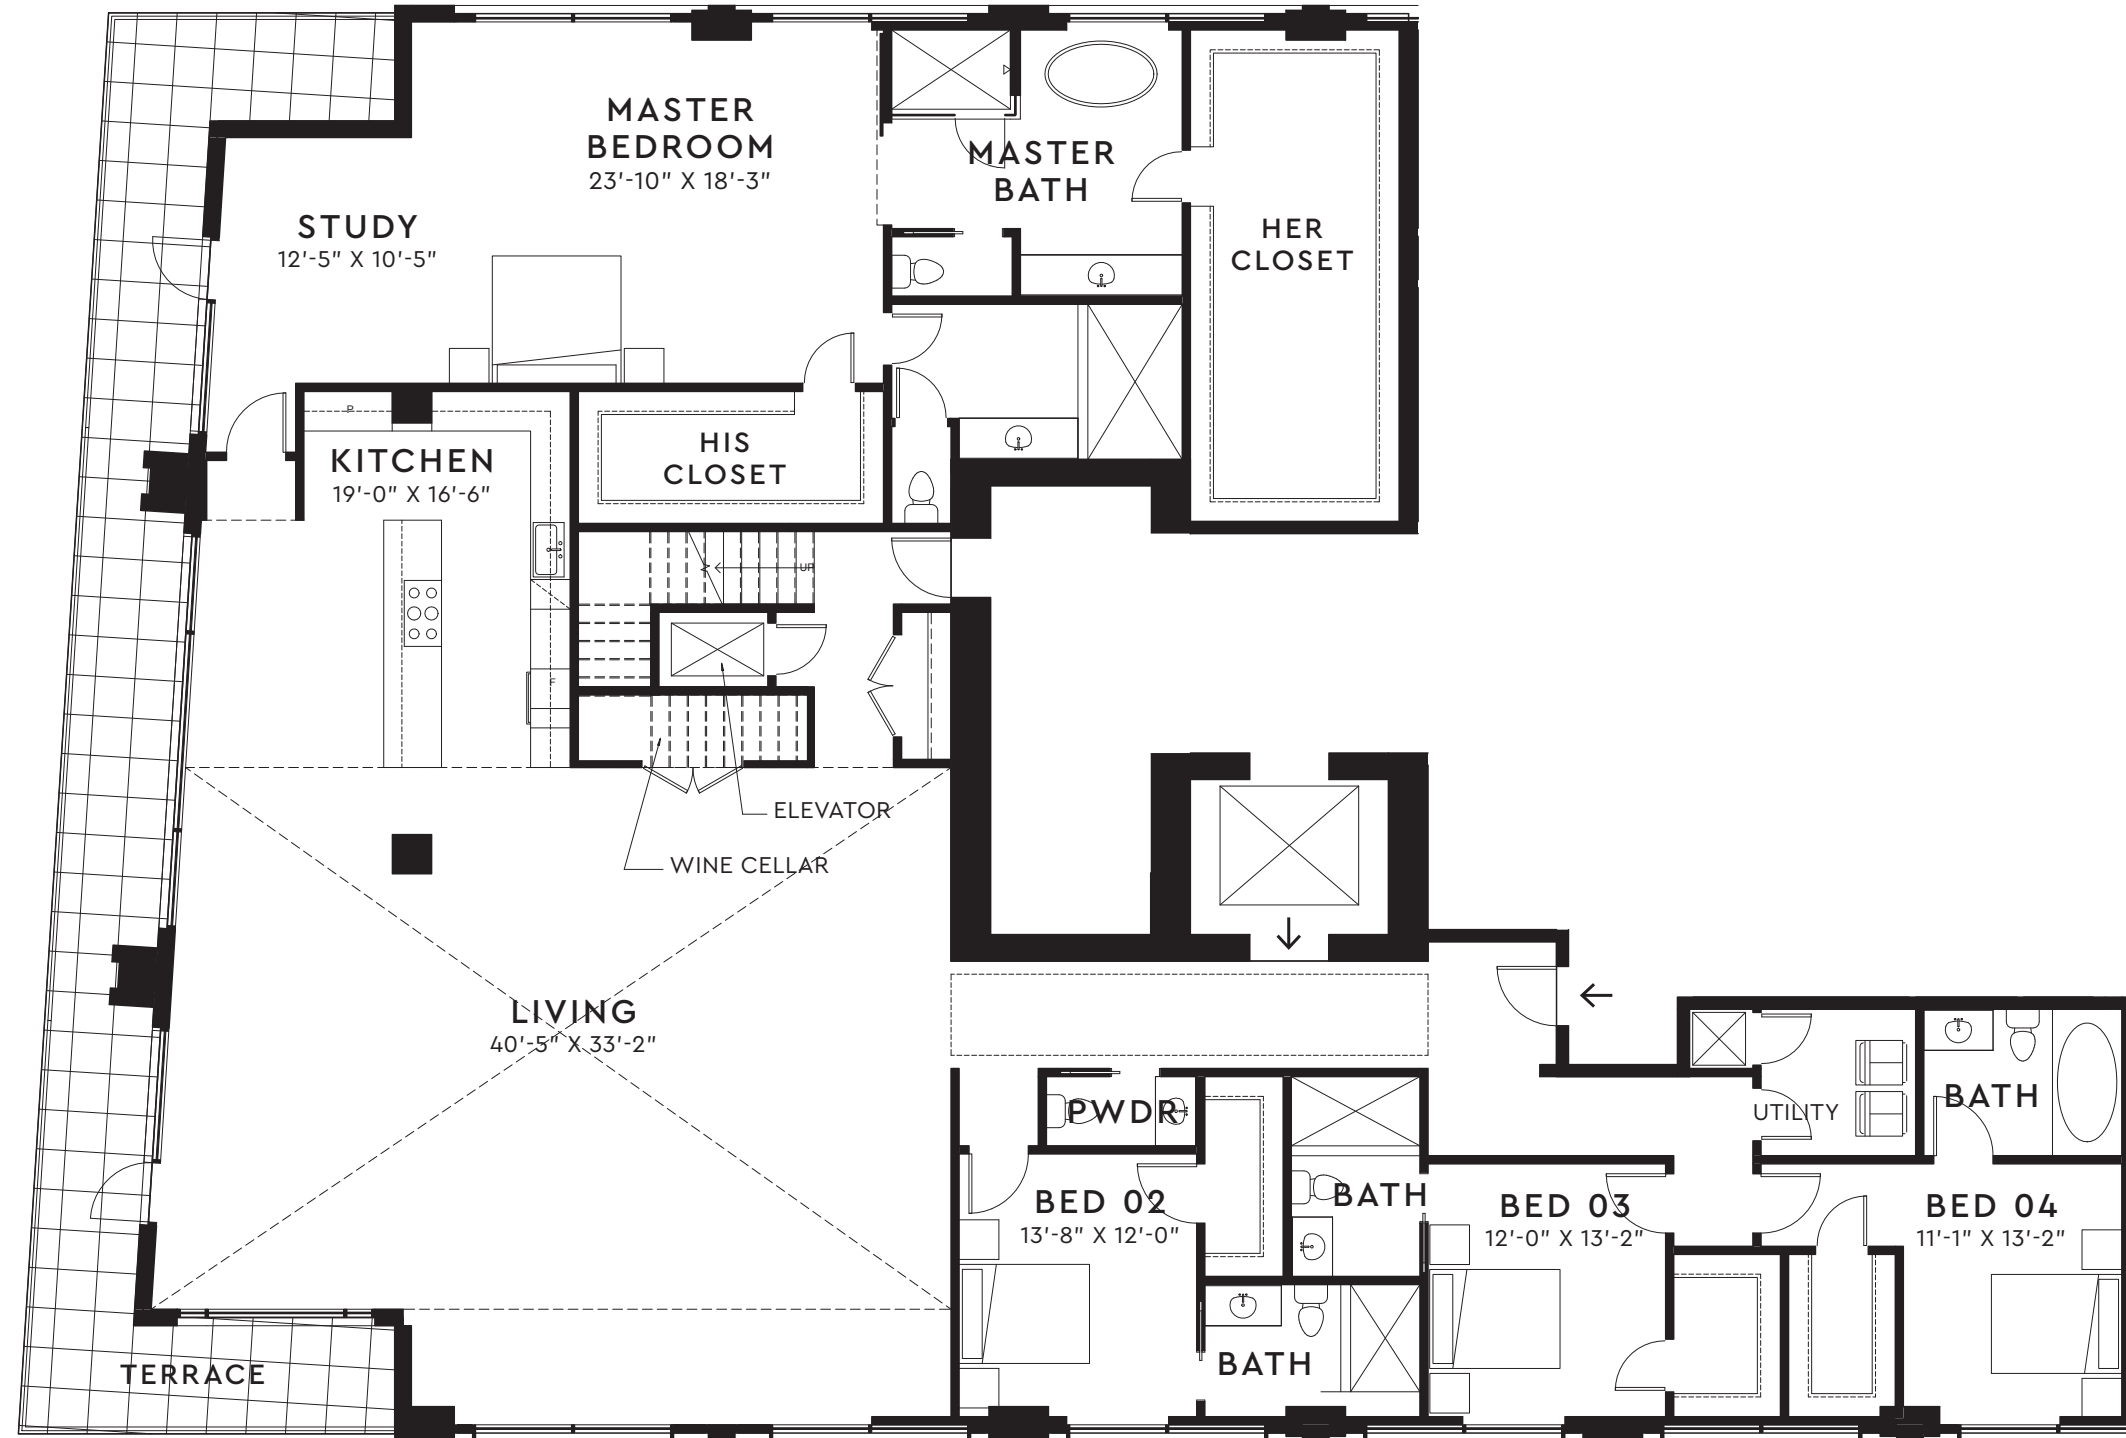 MASTER
BEDROOM
23'-10" X 18'-3"
MASTER
BATH
STUDY
12'-5" X 10'-5"
HER
CLOSET
P
KITCHEN
19'-0" X 16'-6"
HIS
CLOSET
UP
F
ELEVATOR
WINE CELLAR
LIVING
40'-5" X 33'-2"
PWDR
UTILITY
BATH
BED 02
13'-8" X 12'-0"
BATH
BED 03
12'-0" X 13'-2"
BED 04
11'-1" X 13'-2"
BATH
TERRACE